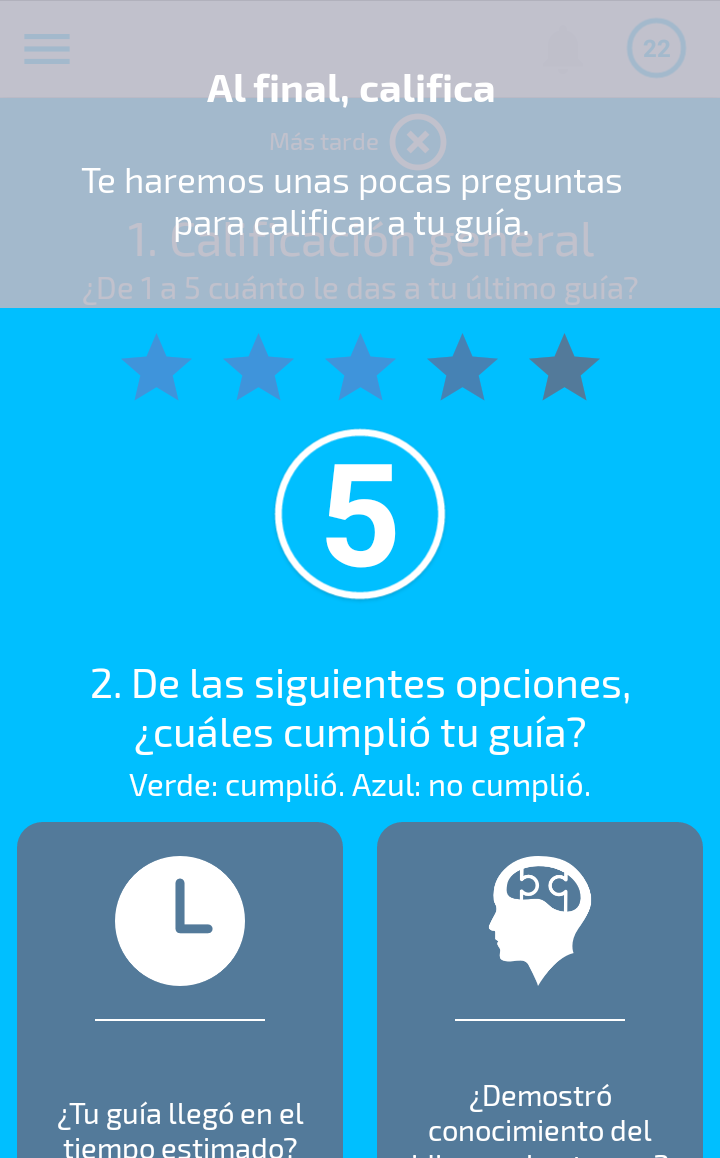 22
Al final, califica
Más tarde
Te haremos unas pocas preguntas
para calificar a tu guía.
1. Calificación general
¿De 1 a 5 cuánto le das a tu último guía?
5
2. De las siguientes opciones,
¿cuáles cumplió tu guía?
Verde: cumplió. Azul: no cumplió.
¿Tu guía llegó en el
tiempo estimado?
¿Demostró
conocimiento del